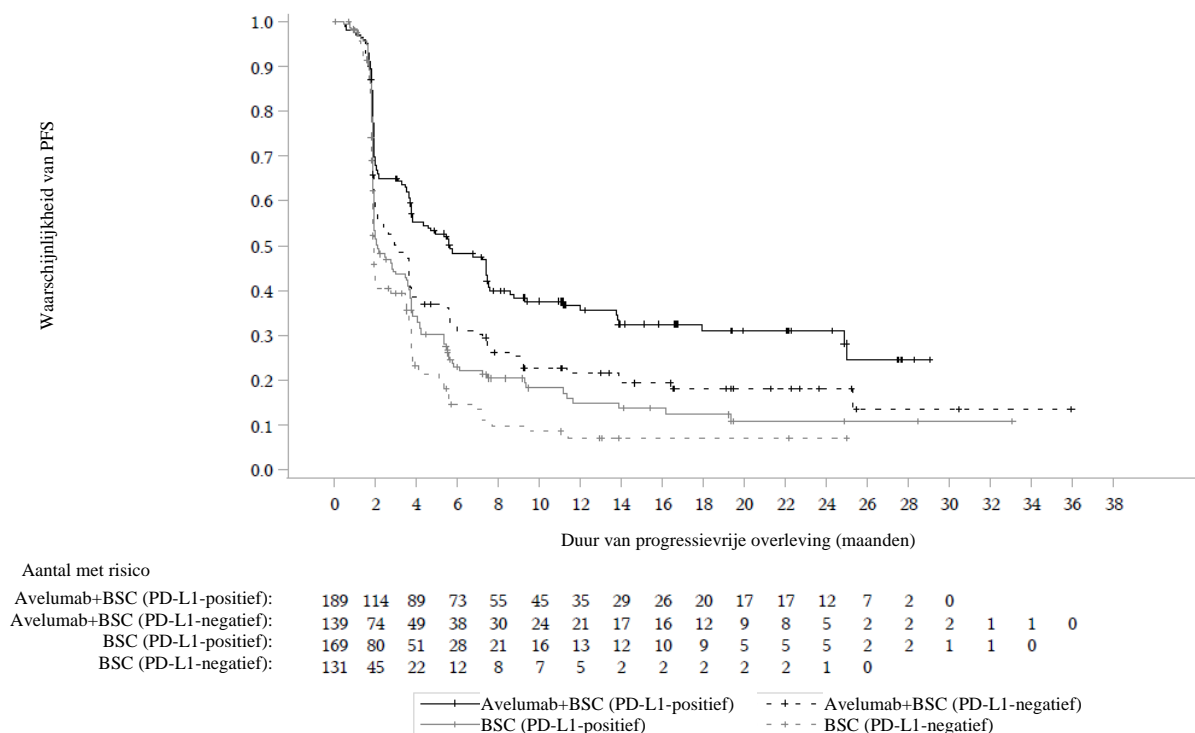 1.0
0.9
0.8
0.7
0.6
0.5
0.4
0.3
0.2
0.1
0.0
Waarschijnlijkheid van PFS
0 2 4 6 8 10 12 14 16 18 20 22 24 26 28 30 32 34 36 38
Duur van progressievrije overleving (maanden)
Aantal met risico
Avelumab+BSC (PD-L1-positief): 189 114 89 73 55 45 35 29 26 20 17 17 12 7 2 0
Avelumab+BSC (PD-L1-negatief): 139 74 49 38 30 24 21 17 16 12 9 8 5 2 2 2 1 1 0
BSC (PD-L1-positief): 169 80 51 28 21 16 13 12 10 9 5 5 5 2 2 1 1 0
BSC (PD-L1-negatief): 131 45 22 12 8 7 5 2 2 2 2 2 1 0
Avelumab+BSC (PD-L1-positief) Avelumab+BSC (PD-L1-negatief)
BSC (PD-L1-positief) BSC (PD-L1-negatief)